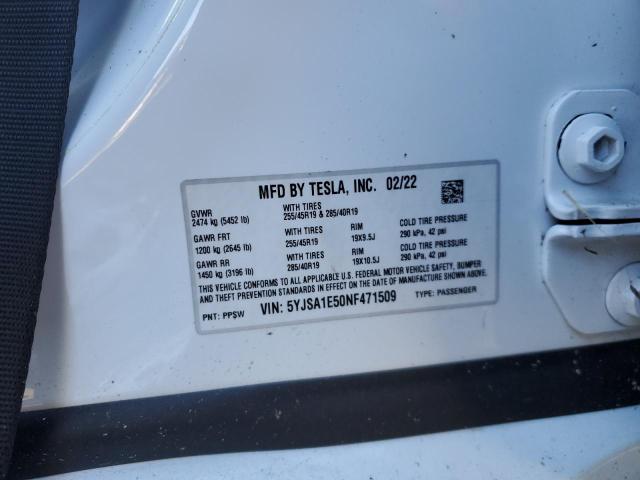 MFD BY TESLA, INC. 02/22
GVWR
2474 kg (5452 lb)
WITH TIRES
255/45R19 & 285/40R19
GAWR FRT
1200 kg (2645 lb)
WITH TIRES
255/45R19
RIM
19X9.5J
COLD TIRE PRESSURE
290 kPa, 42 psi
GAWR RR
1450 kg (3196 lb)
WITH TIRES
285/40R19
RIM
19X10.5J
COLD TIRE PRESSURE
290 kPa, 42 psi
THIS VEHICLE CONFORMS TO ALL APPLICABLE U.S. FEDERAL MOTOR VEHICLE SAFETY, BUMPER,
AND THEFT PREVENTION STANDARDS IN EFFECT ON THE DATE OF MANUFACTURE SHOWN ABOVE.
PNT: PPSW
VIN: 5YJSA1E50NF471509
TYPE: PASSENGER